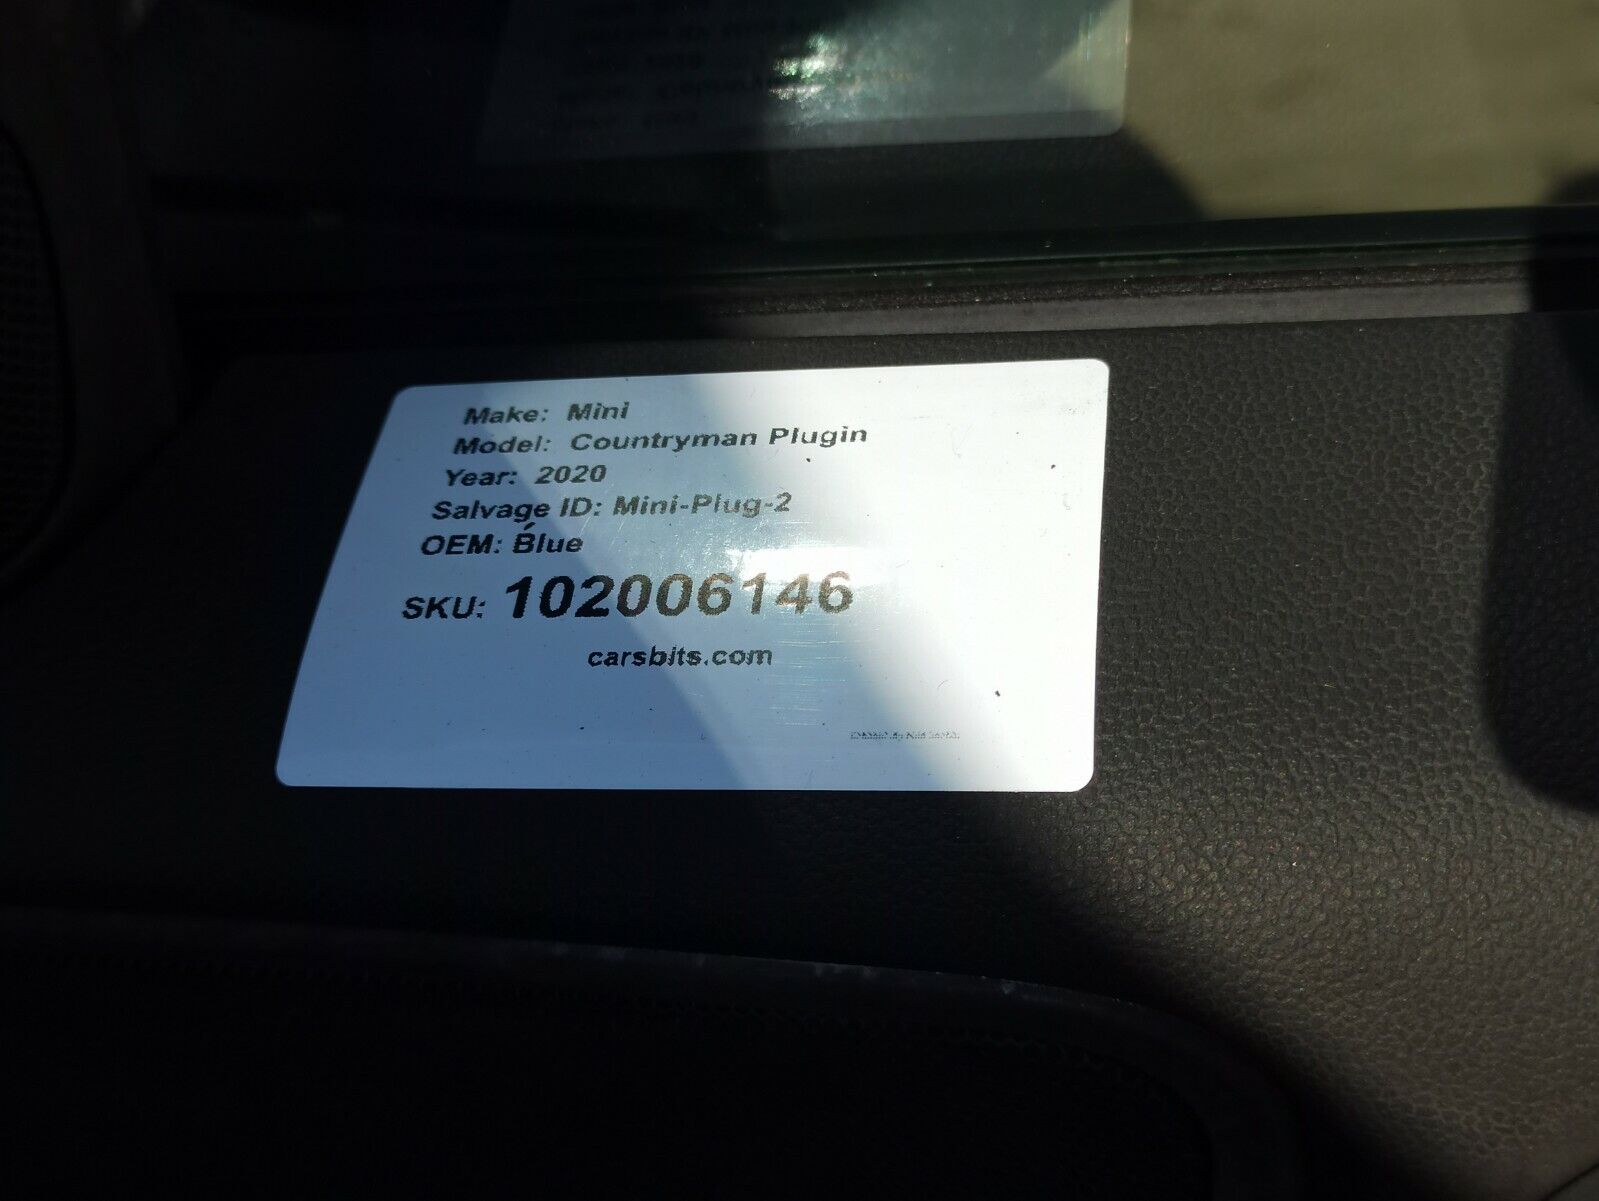 Make: Mini
Model: Countryman Plugin
Year: 2020
Salvage ID: Mini-Plug-2
OEM: Blue
SKU: 102006146
carsbits.com